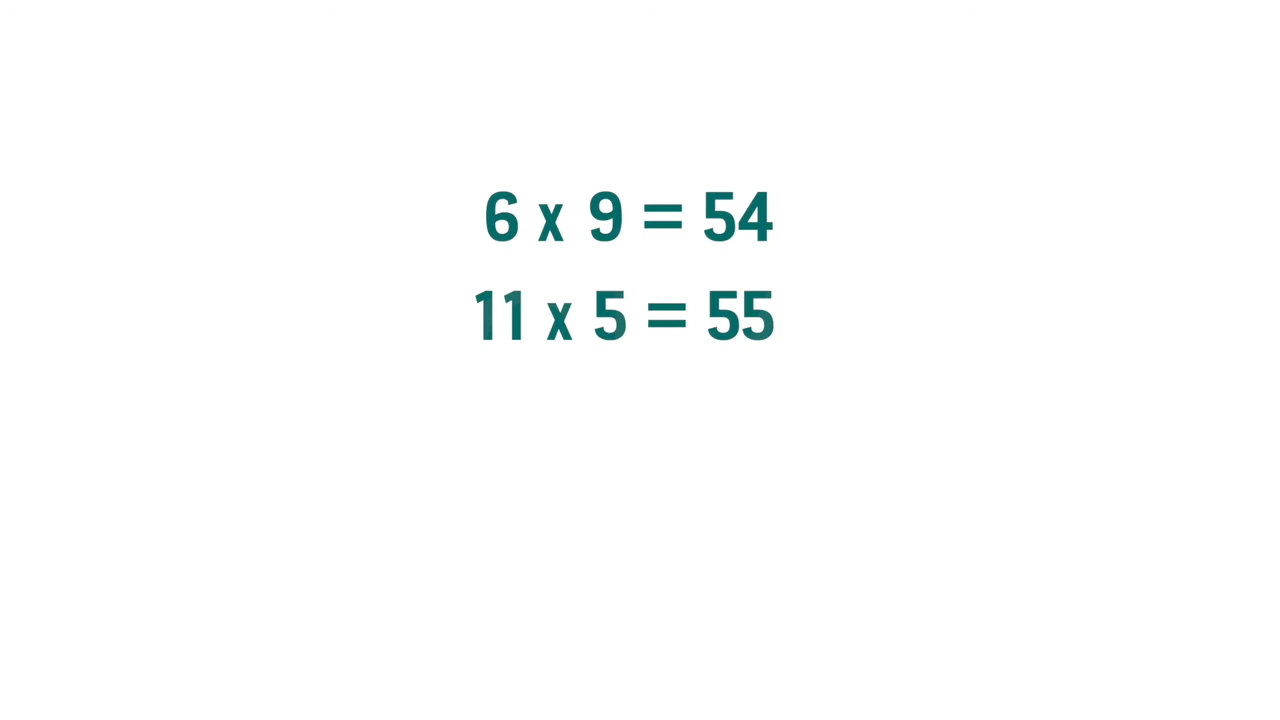 6 x 9 = 54
11 x 5 = 55